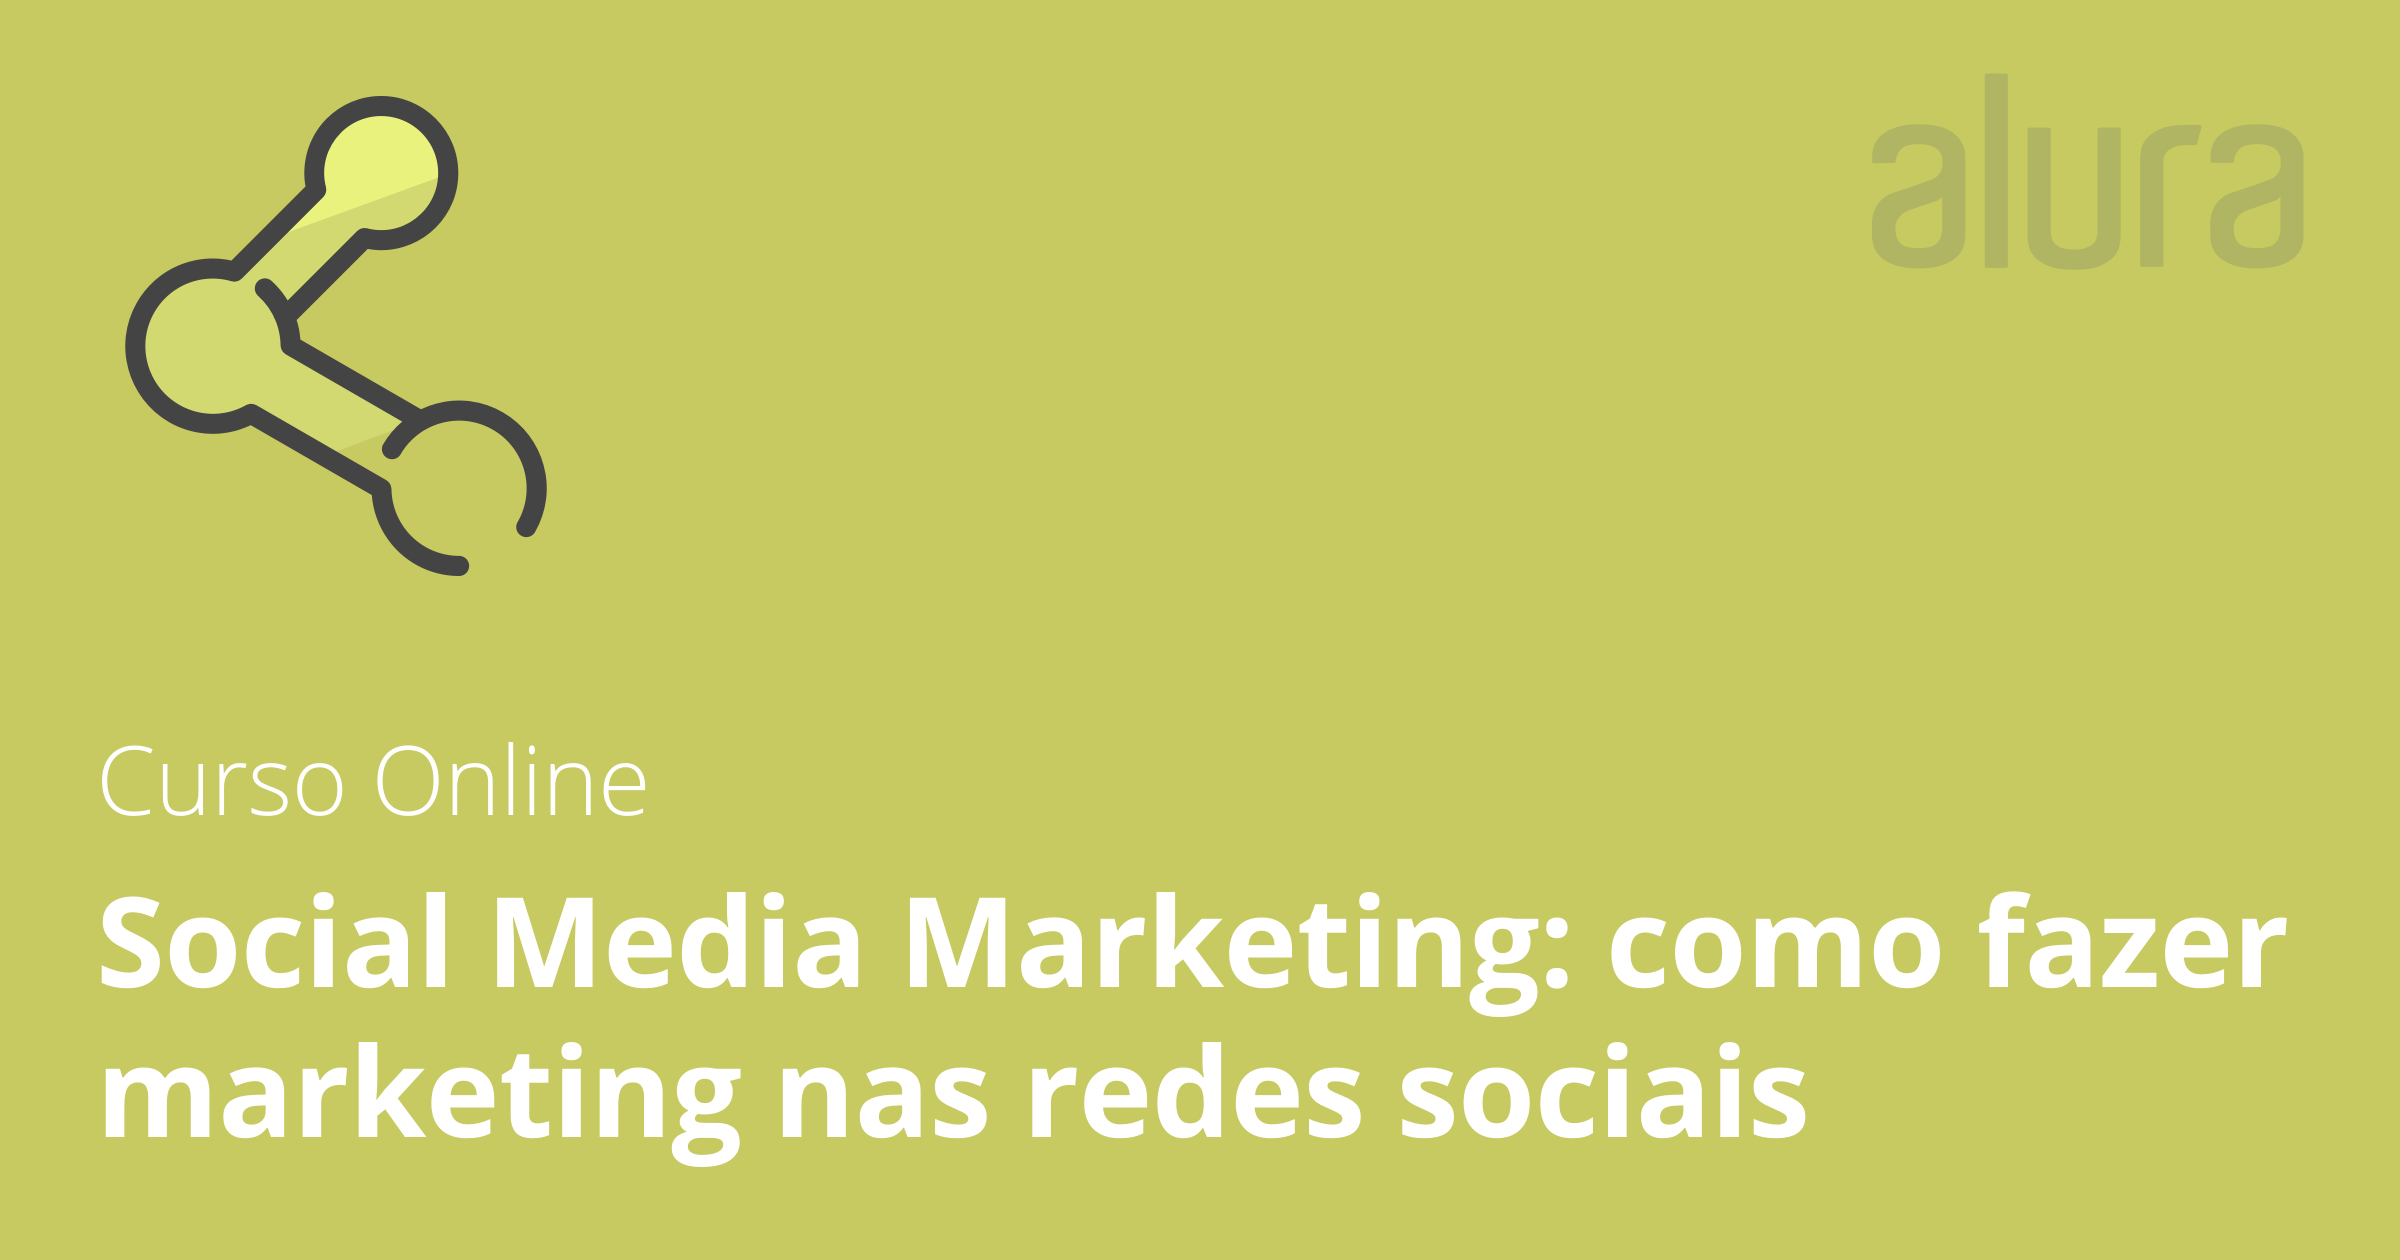 alura
Curso Online
Social Media Marketing: como fazer
marketing nas redes sociais